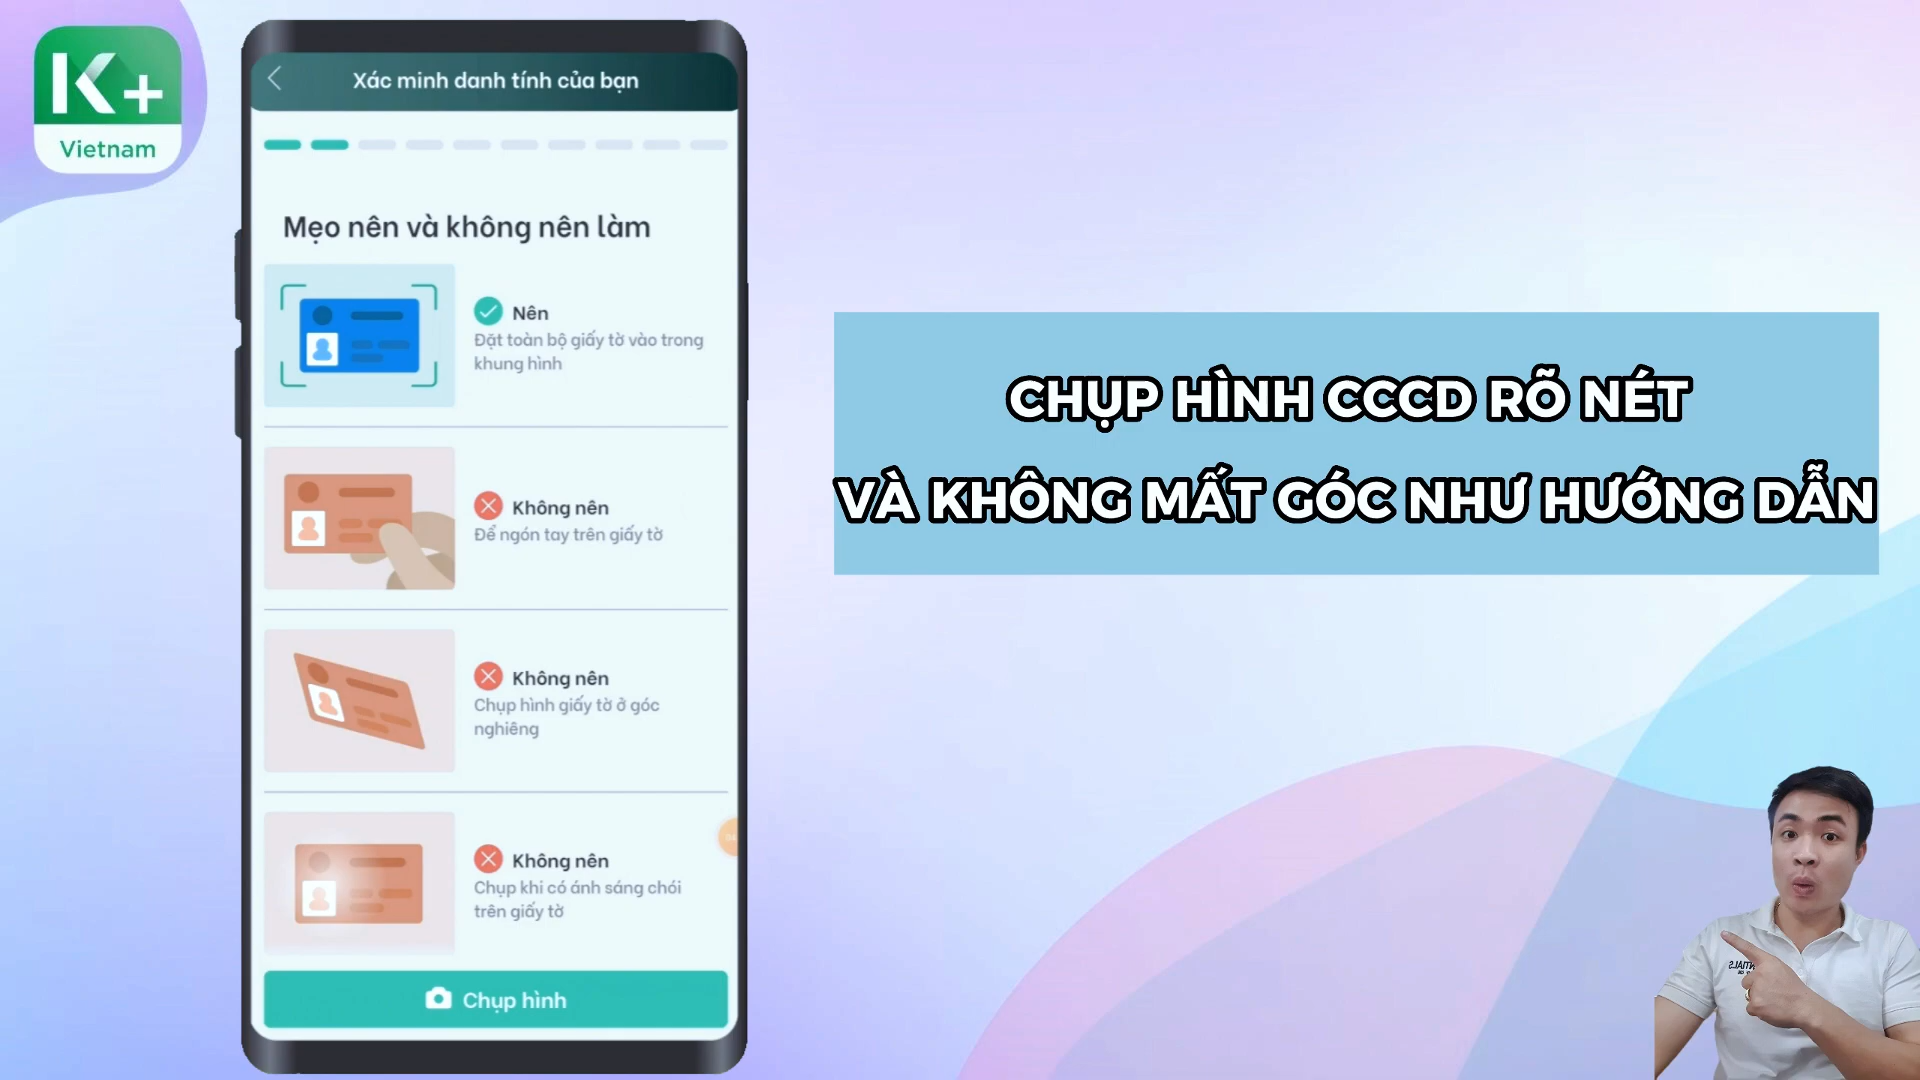 K+
Vietnam
Xác minh danh tính của bạn
Mẹo nên và không nên làm
Nên
Đặt toàn bộ giấy tờ vào trong
khung hình
Không nên
Để ngón tay trên giấy tờ
Không nên
Chụp hình giấy tờ ở góc
nghiêng
Không nên
Chụp khi có ánh sáng chói
trên giấy tờ
Chụp hình
CHỤP HÌNH CCCD RÕ NÉT
VÀ KHÔNG MẤT GÓC NHƯ HƯỚNG DẪN